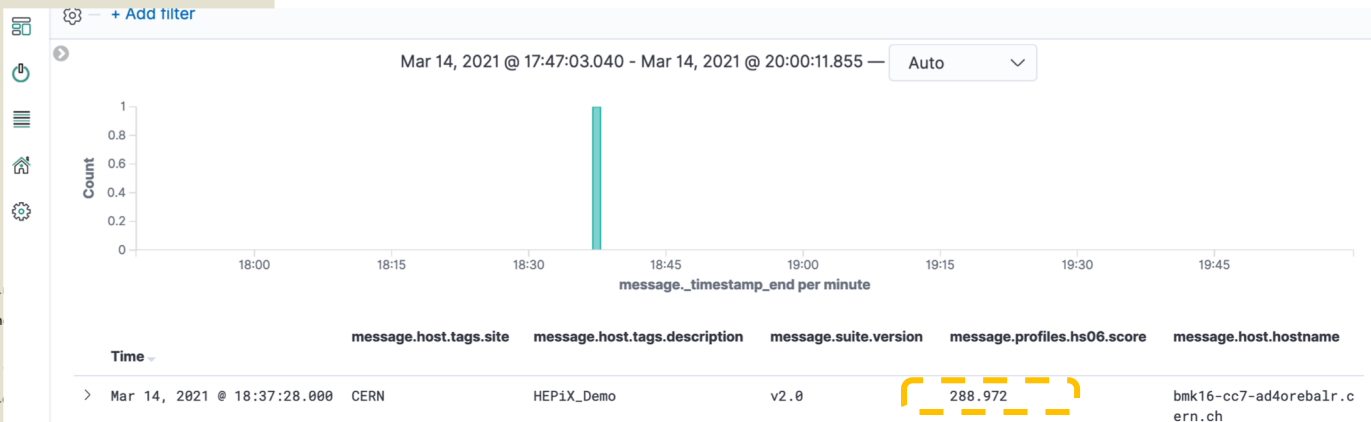 + Add filter
Mar 14, 2021 @ 17:47:03.040 - Mar 14, 2021 @ 20:00:11.855 — Auto
1
0.8
0.6
0.4
0.2
0
Count
18:00 18:15 18:30 18:45 19:00 19:15 19:30 19:45
message._timestamp_end per minute
message.host.tags.site message.host.tags.description message.suite.version message.profiles.hs06.score message.host.hostname
Time
Mar 14, 2021 @ 18:37:28.000 CERN HEPiX_Demo v2.0 288.972 bmk16-cc7-ad4orebalr.c
ern.ch